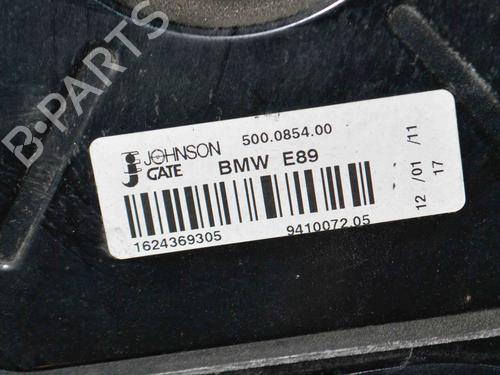 B-PARTS
JOHNSON 500.0854.00
GATE BMW E89
1624369305 9410072.05
12 /01 /11
17